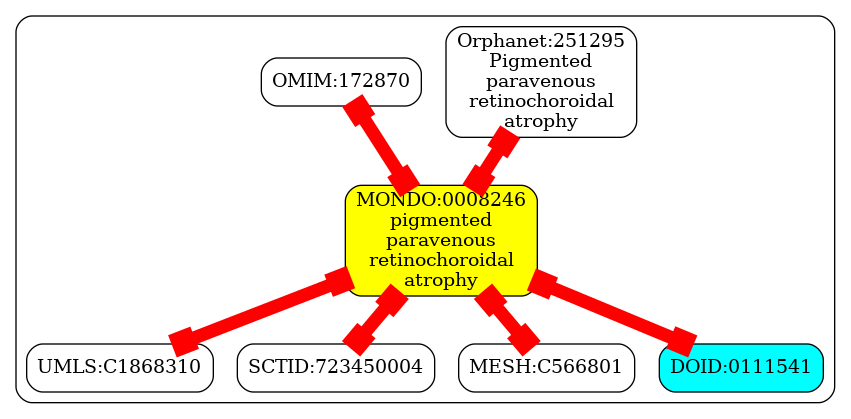 OMIM:172870
Orphanet:251295
Pigmented
paravenous
retinochoroidal
atrophy
MONDO:0008246
pigmented
paravenous
retinochoroidal
atrophy
UMLS:C1868310
SCTID:723450004
MESH:C566801
DOID:0111541